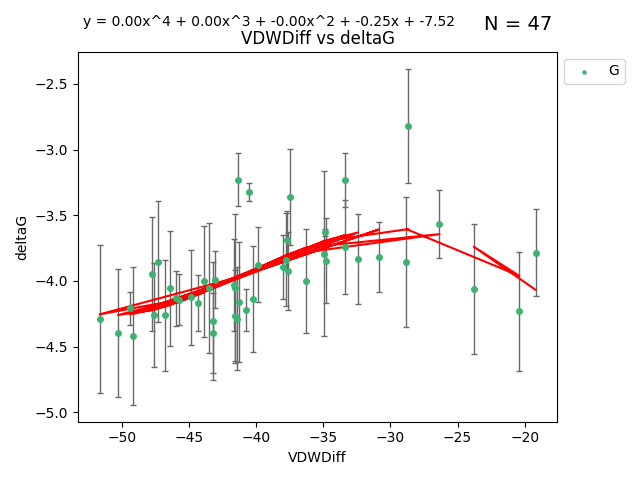 y = 0.00x^4 + 0.00x^3 + -0.00x^2 + -0.25x + -7.52
N = 47
VDWDiff vs deltaG
G
deltaG
−2.5
−3.0
−3.5
−4.0
−4.5
−5.0
−50 −45 −40 −35 −30 −25 −20
VDWDiff